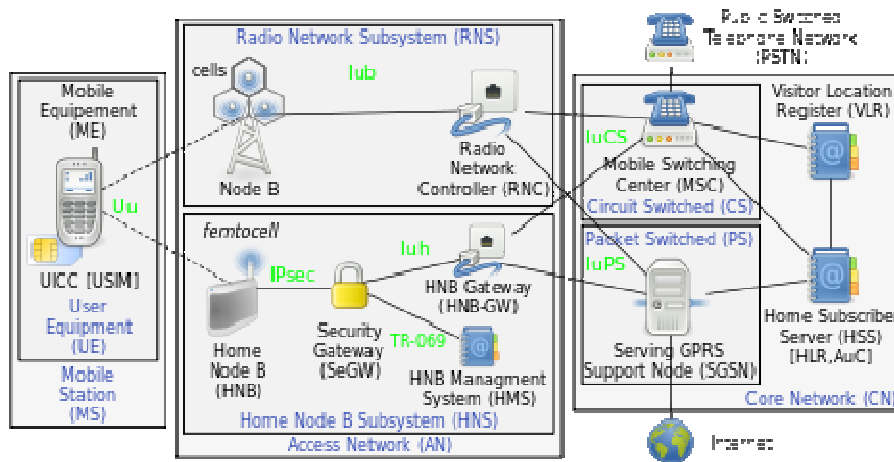 Public Switched
Telephone Network
(PSTN)
Radio Network Subsystem (RNS)
cells
Iub
Node B
Radio
Network
Controller (RNC)
Mobile
Equipement
(ME)
Uu
UICC [USIM]
User
Equipment
(UE)
Mobile
Station
(MS)
femtocell
IPsec
Iuh
HNB Gateway
(HNB-GW)
Home
Node B
(HNB)
Security
Gateway
(SeGW)
TR-069
HNB Managment
System (HMS)
Home Node B Subsystem (HNS)
Access Network (AN)
IuCS
Mobile Switching
Center (MSC)
Circuit Switched (CS)
Visitor Location
Register (VLR)
Packet Switched (PS)
IuPS
Serving GPRS
Support Node (SGSN)
Home Subscriber
Server (HSS)
[HLR,AuC]
Core Network (CN)
Internet